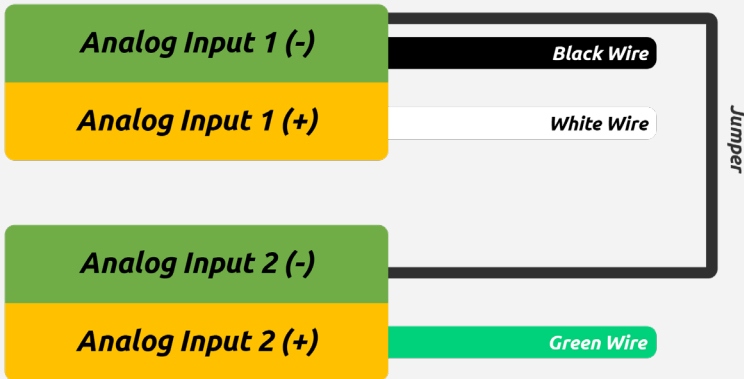 Analog Input 1 (-)
Black Wire
Analog Input 1 (+)
White Wire
Jumper
Analog Input 2 (-)
Analog Input 2 (+)
Green Wire